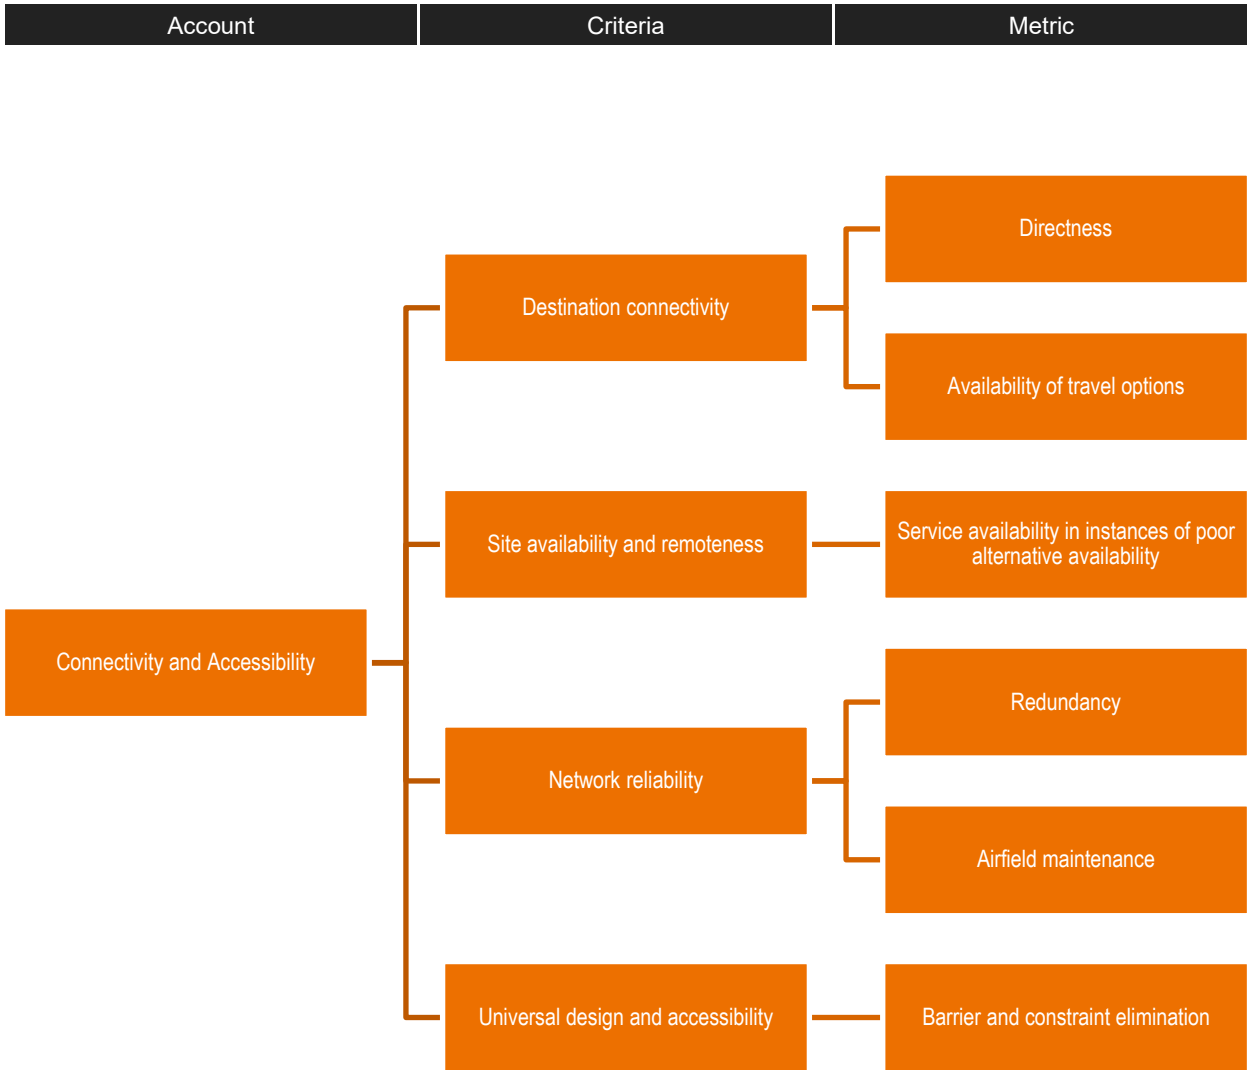 Account
Criteria
Metric
Directness
Destination connectivity
Availability of travel options
Site availability and remoteness
Service availability in instances of poor
alternative availability
Connectivity and Accessibility
Redundancy
Network reliability
Airfield maintenance
Universal design and accessibility
Barrier and constraint elimination